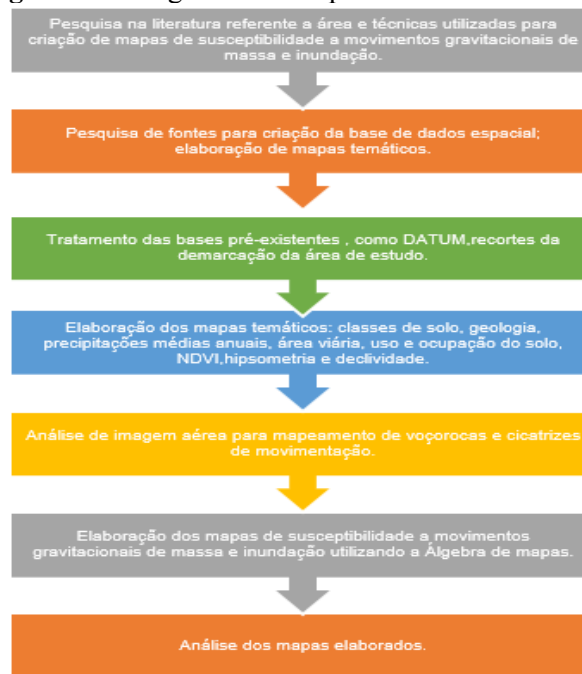 Pesquisa na literatura referente a área e técnicas utilizadas para
criação de mapas de susceptibilidade a movimentos gravitacionais de
massa e inundação.
Pesquisa de fontes para criação da base de dados espacial;
elaboração de mapas temáticos.
Tratamento das bases pré-existentes , como DATUM,recortes da
demarcação da área de estudo.
Elaboração dos mapas temáticos: classes de solo, geologia,
precipitações médias anuais, área viária, uso e ocupação do solo,
NDVI,hipsometria e declividade.
Análise de imagem aérea para mapeamento de voçorocas e cicatrizes
de movimentação.
Elaboração dos mapas de susceptibilidade a movimentos
gravitacionais de massa e inundação utilizando a Álgebra de mapas.
Análise dos mapas elaborados.